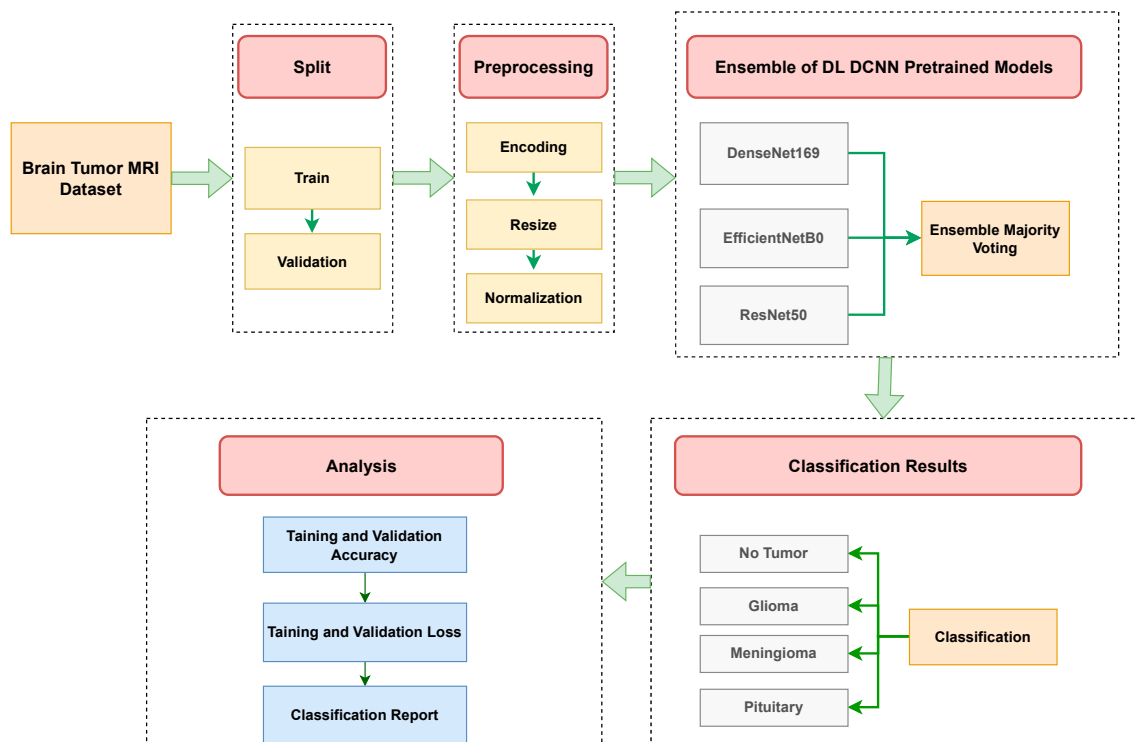 Brain Tumor MRI
Dataset
Split
Train
Validation
Preprocessing
Encoding
Resize
Normalization
Ensemble of DL DCNN Pretrained Models
DenseNet169
EfficientNetB0
ResNet50
Ensemble Majority
Voting
Classification Results
No Tumor
Glioma
Meningioma
Pituitary
Classification
Analysis
Taining and Validation
Accuracy
Taining and Validation Loss
Classification Report